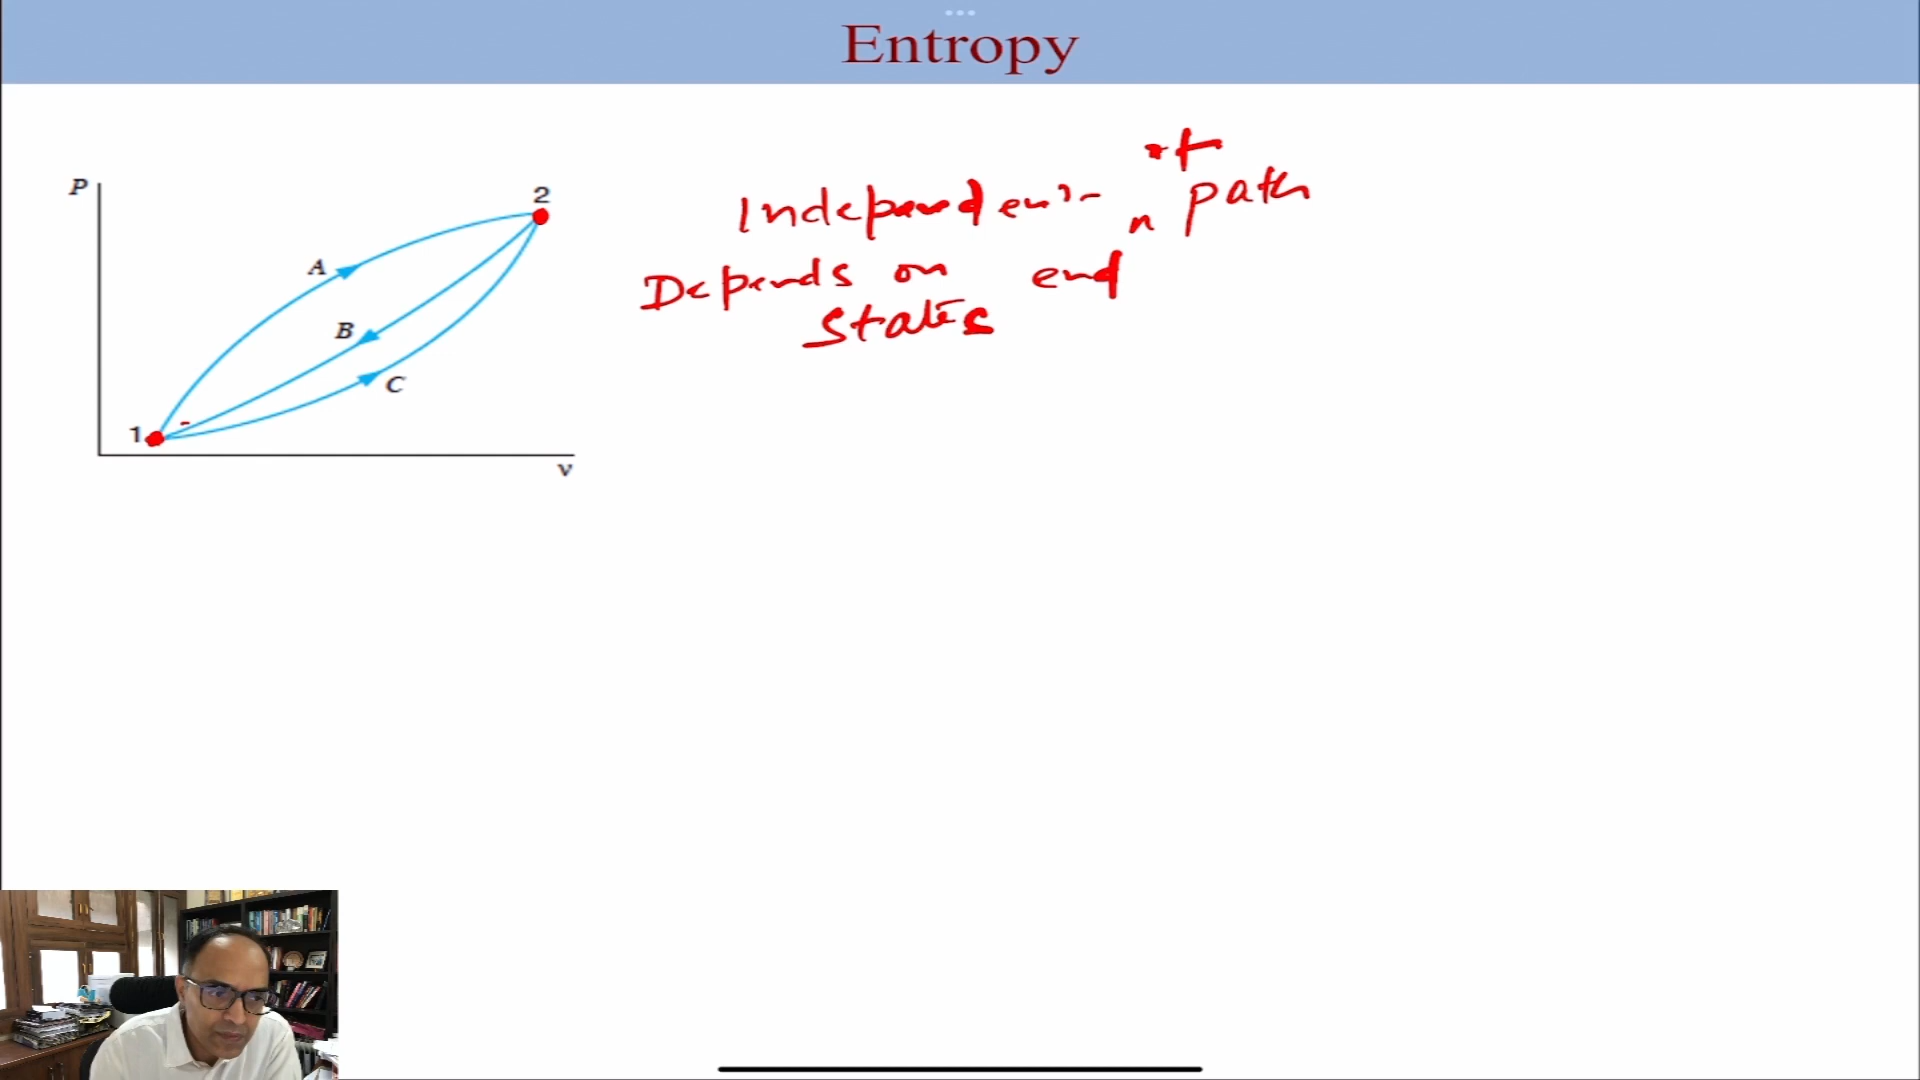 Entropy
P
2
A
B
C
1
v
Independent of path
Depends on end
states